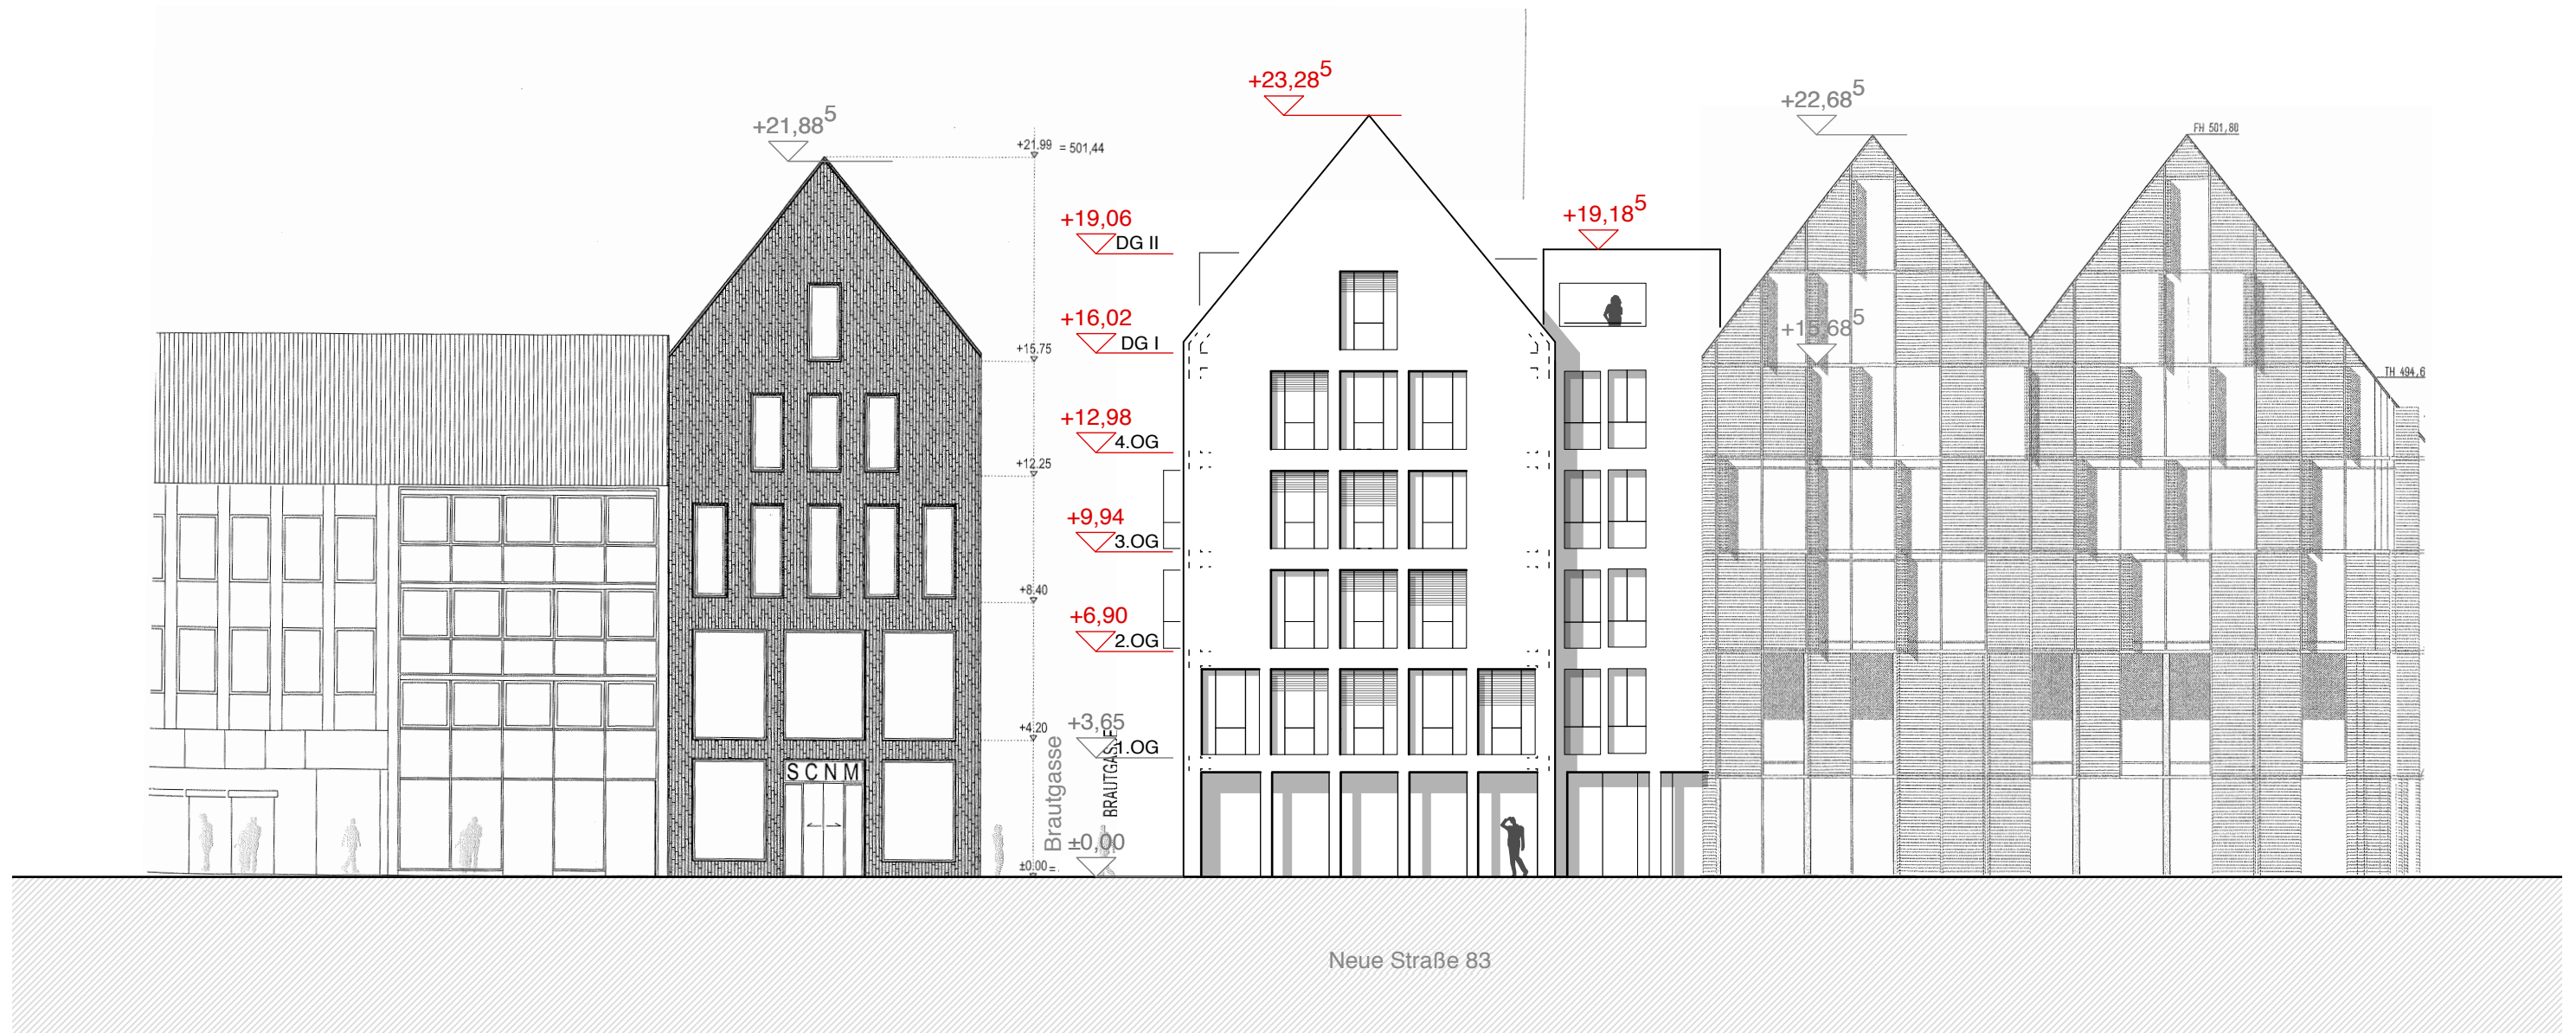 +23,28⁵
+22,68⁵
+21,88⁵
FH 501,80
+21.99 = 501,44
+19,18⁵
+19,06
DG II
+16,02
DG I
+15,68⁵
+15.75
TH 494,6
+12,98
4.OG
+12.25
+9,94
3.OG
+8.40
+6,90
2.OG
+3,65
1.OG
+4.20
SCNM
Brautgasse
BRAUTGASSE
±0,00
±0.00 =
Neue Straße 83